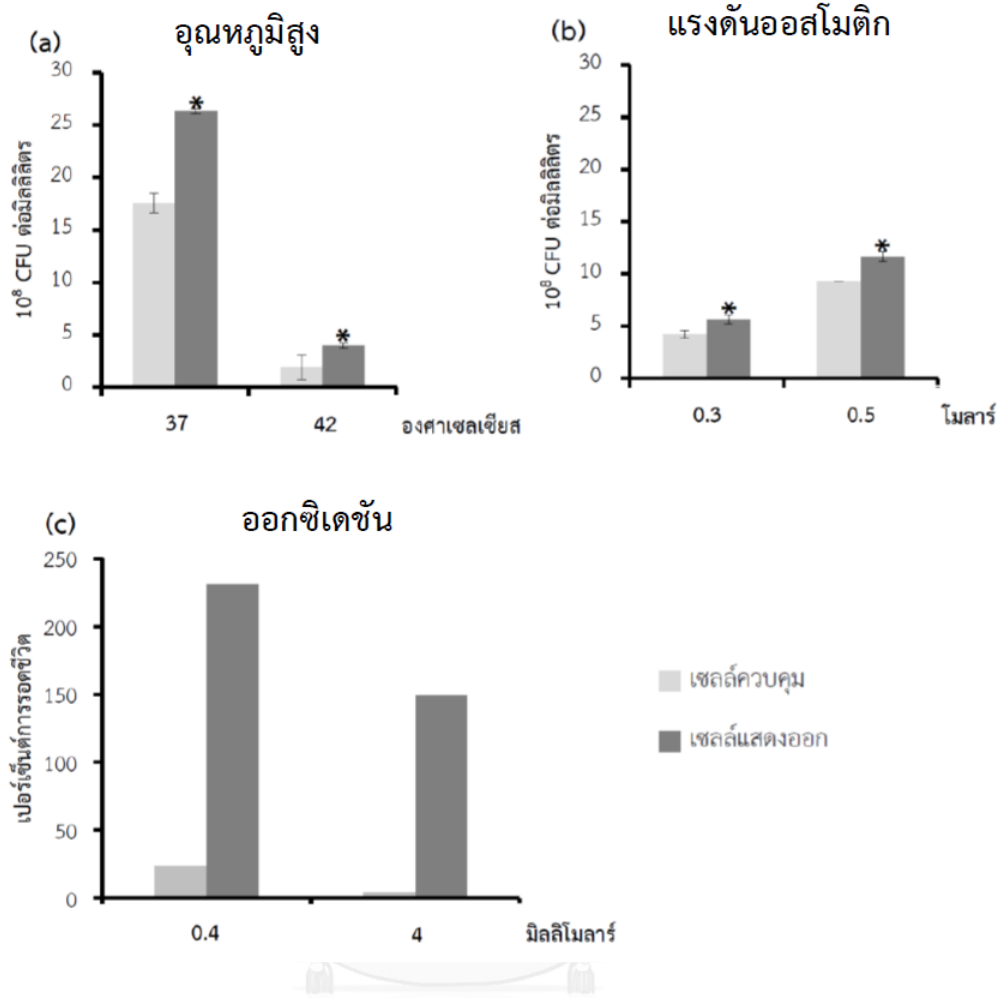 (a) อุณหภูมิสูง
10⁸ CFU ต่อมิลลิลิตร
30
25
20
15
10
5
0
37 42 องศาเซลเซียส
* *
(b) แรงดันออสโมติก
10⁸ CFU ต่อมิลลิลิตร
30
25
20
15
10
5
0
0.3 0.5 โมลาร์
* *
(c) ออกซิเดชัน
เปอร์เซ็นต์การรอดชีวิต
250
200
150
100
50
0
0.4 4 มิลลิโมลาร์
เซลล์ควบคุม
เซลล์แสดงออก